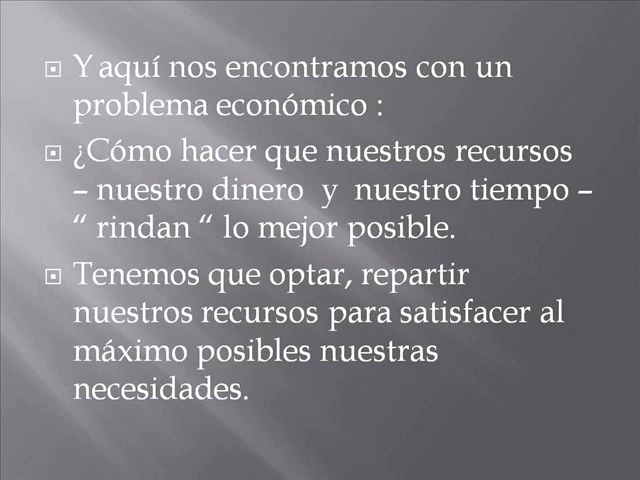 Y aquí nos encontramos con un
problema económico :
¿Cómo hacer que nuestros recursos
– nuestro dinero y nuestro tiempo –
“ rindan “ lo mejor posible.
Tenemos que optar, repartir
nuestros recursos para satisfacer al
máximo posibles nuestras
necesidades.